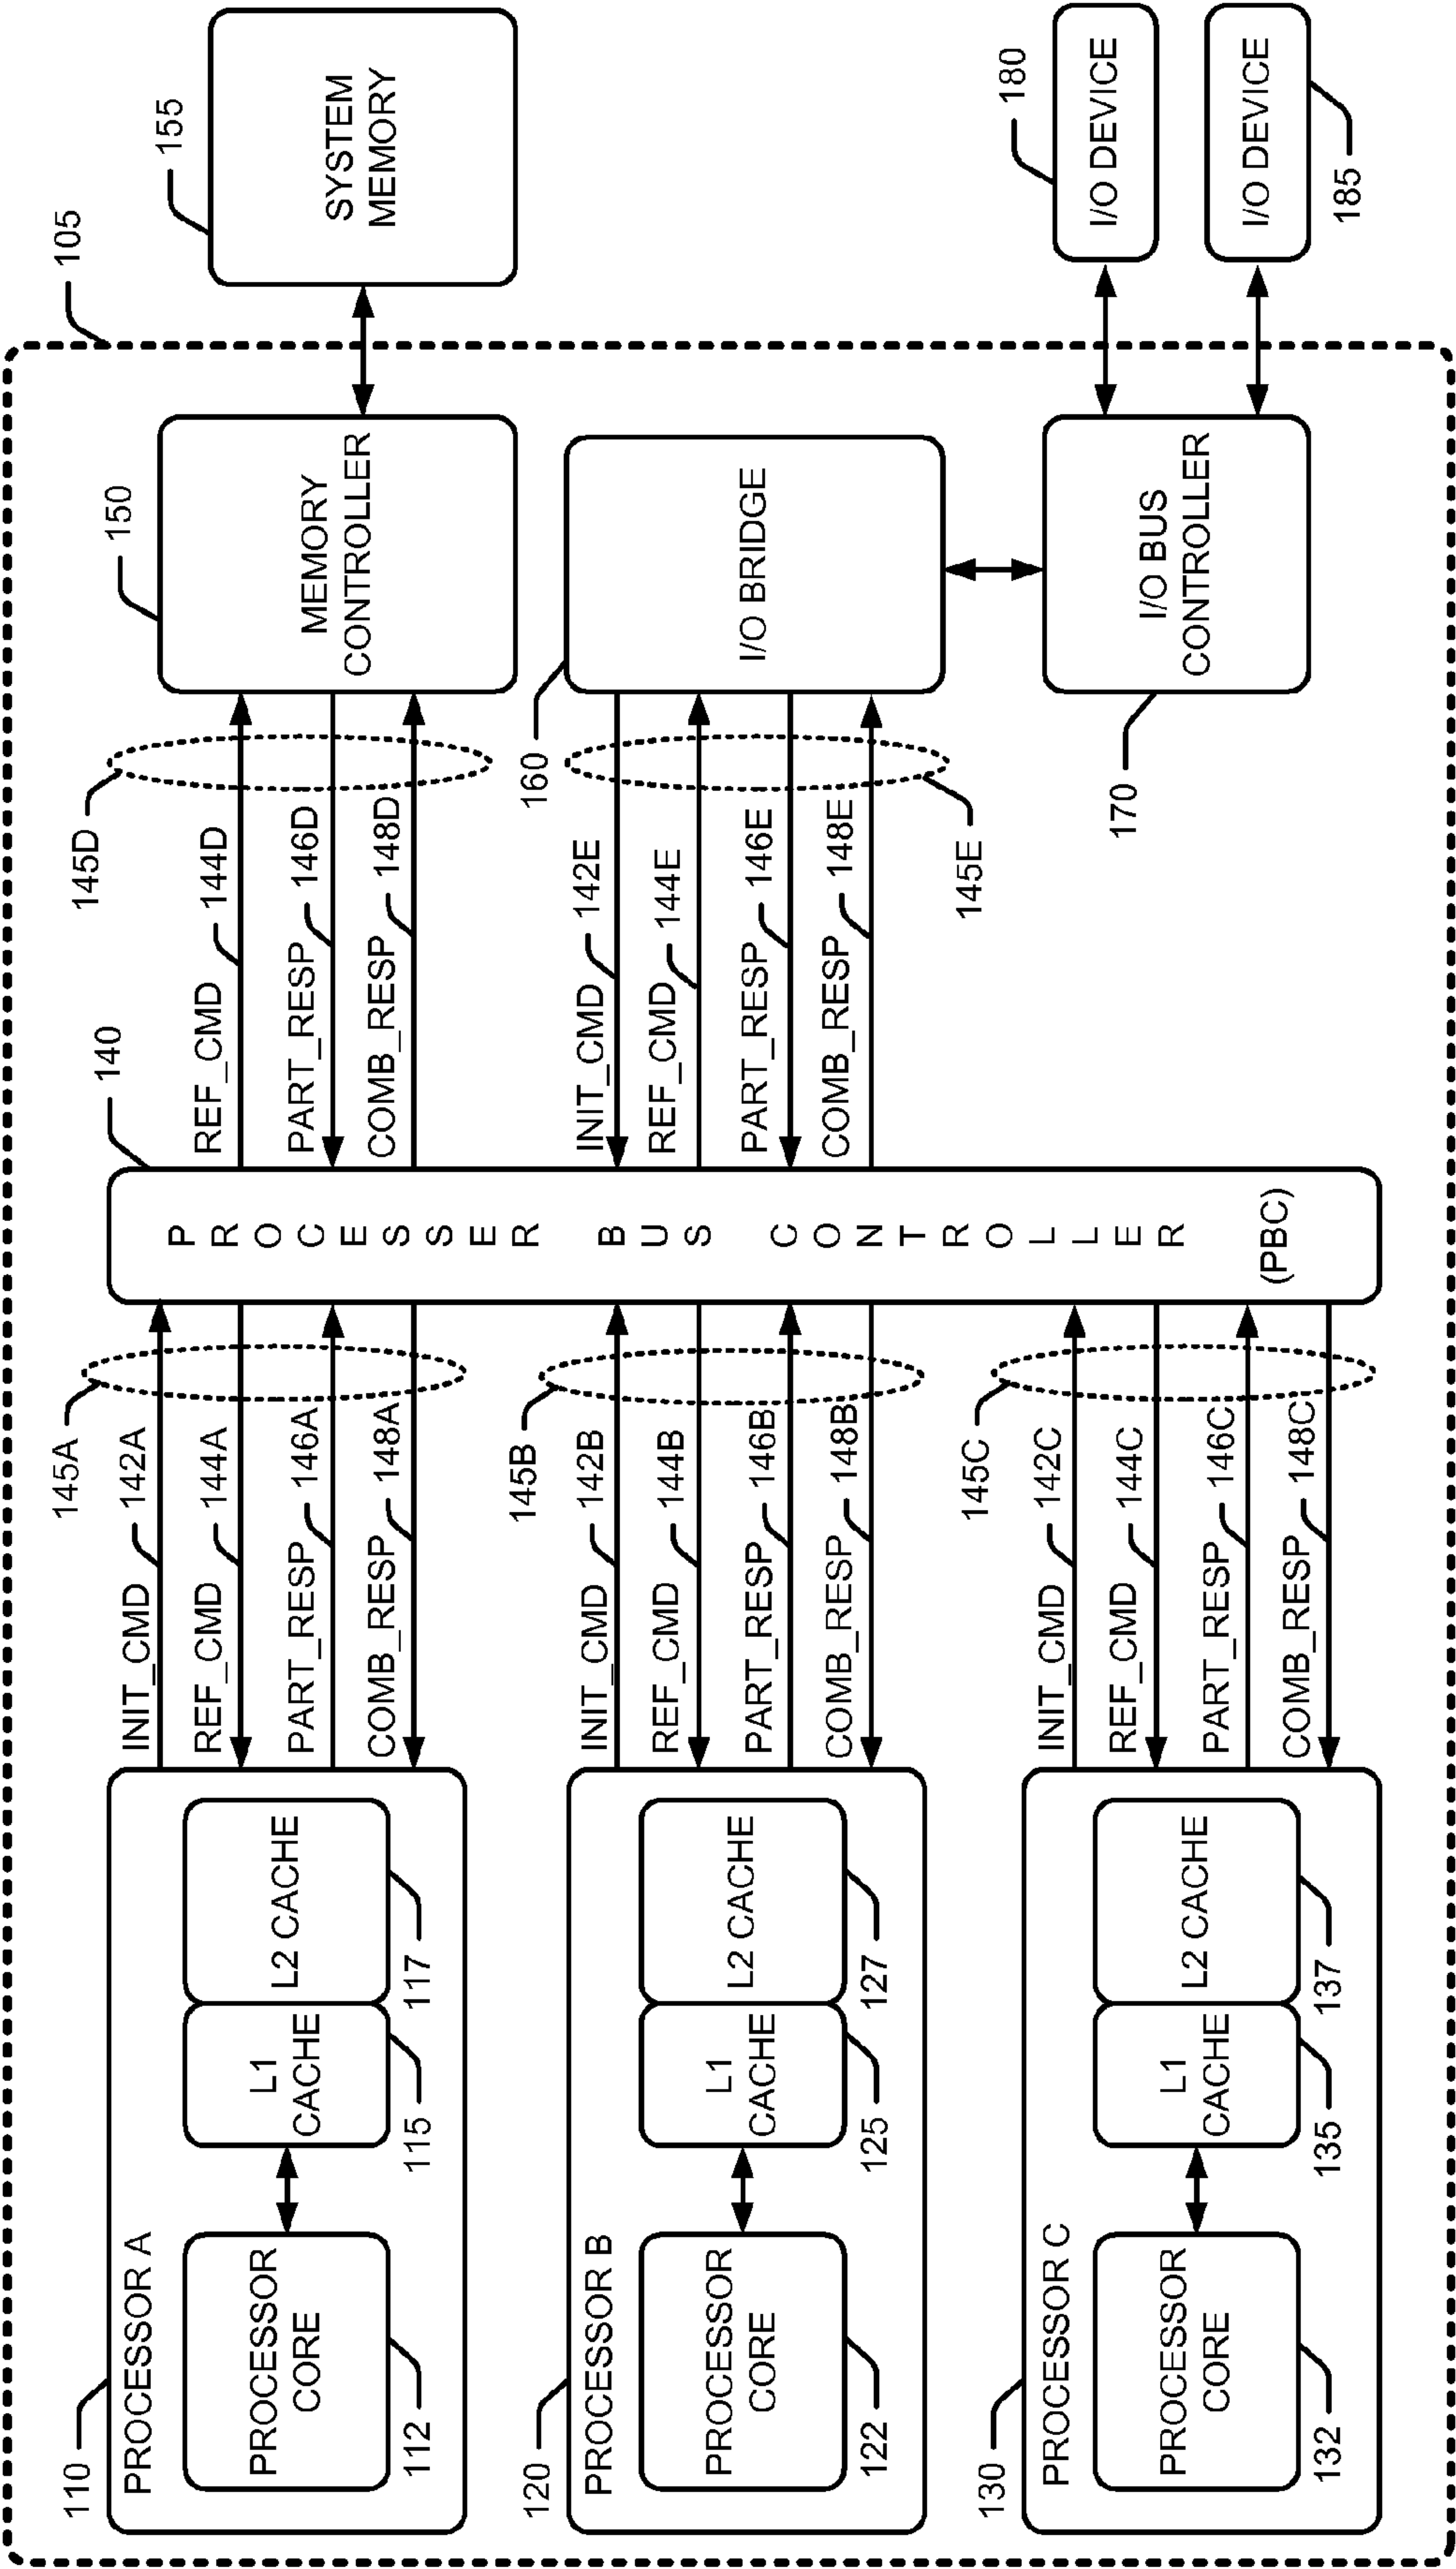 105
110
PROCESSOR A
PROCESSOR
CORE
112
L1
CACHE
115
L2 CACHE
117
INIT_CMD
142A
REF_CMD
144A
PART_RESP
146A
COMB_RESP
148A
145A
120
PROCESSOR B
PROCESSOR
CORE
122
L1
CACHE
125
L2 CACHE
127
INIT_CMD
142B
REF_CMD
144B
PART_RESP
146B
COMB_RESP
148B
145B
130
PROCESSOR C
PROCESSOR
CORE
132
L1
CACHE
135
L2 CACHE
137
INIT_CMD
142C
REF_CMD
144C
PART_RESP
146C
COMB_RESP
148C
145C
140
PROCESSER BUS CONTROLLER
(PBC)
REF_CMD
144D
PART_RESP
146D
COMB_RESP
148D
145D
150
MEMORY
CONTROLLER
155
SYSTEM
MEMORY
INIT_CMD
142E
REF_CMD
144E
PART_RESP
146E
COMB_RESP
148E
145E
160
I/O BRIDGE
170
I/O BUS
CONTROLLER
180
I/O DEVICE
I/O DEVICE
185